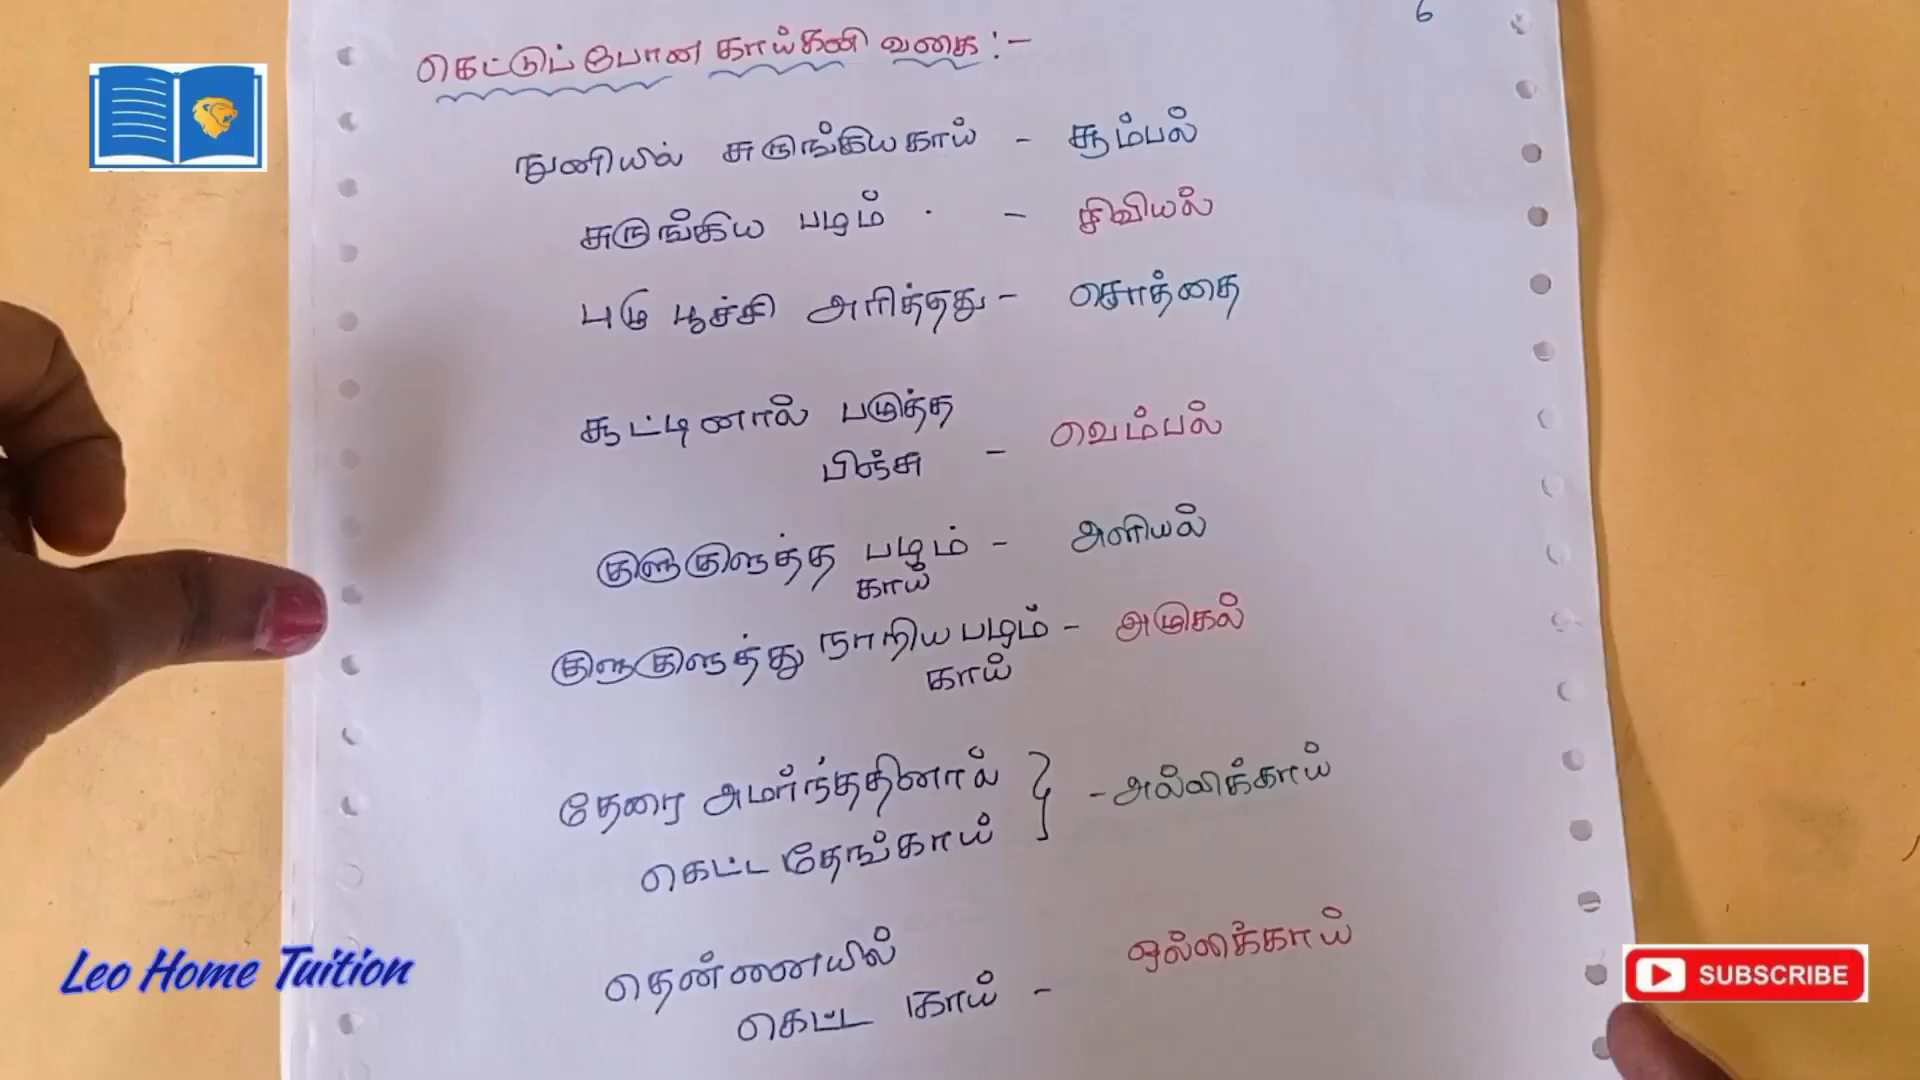 6
கெட்டுப்போன காய்கனி வகை :-
நுனியில் சுருங்கிய காய் - சூம்பல்
சுருங்கிய பழம் - சிவியல்
புழு பூச்சி அரித்தது - சொத்தை
சூட்டினால் பழுத்த
பிஞ்சு - வெம்பல்
குளுகுளுத்த பழம் - அளியல்
காய்
குளுகுளுத்து நாறிய பழம் - அழுகல்
காய்
தேரை அமர்ந்ததினால்
கெட்ட தேங்காய் } - அல்லிக்காய்
தென்னையில்
கெட்ட காய் - ஒல்லிக்காய்
Leo Home Tuition
SUBSCRIBE